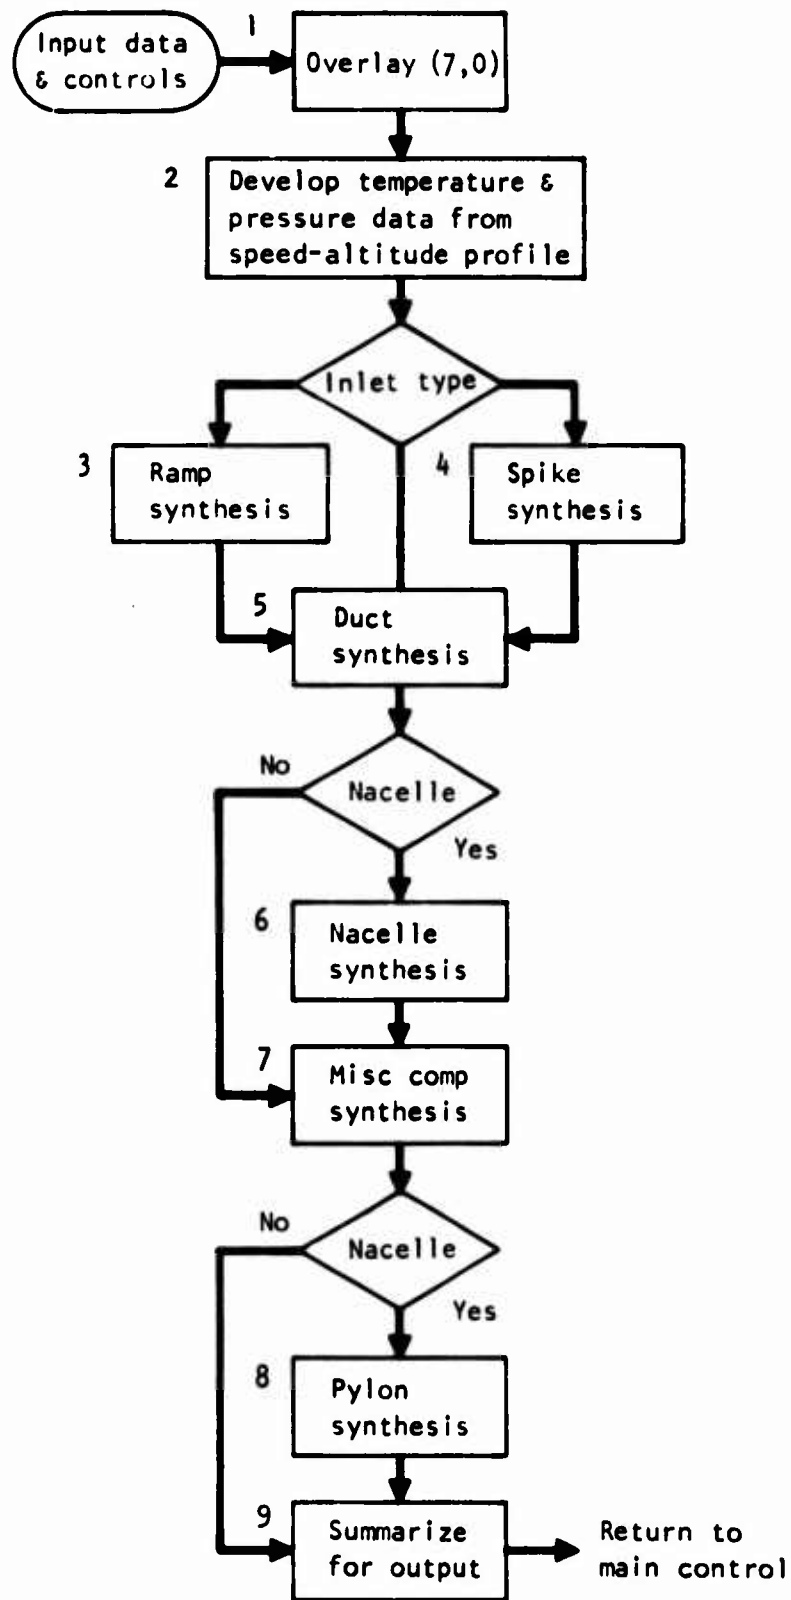 1
Input data
& controls
Overlay (7,0)
2
Develop temperature &
pressure data from
speed-altitude profile
Inlet type
3
Ramp
synthesis
4
Spike
synthesis
5
Duct
synthesis
No
Nacelle
Yes
6
Nacelle
synthesis
7
Misc comp
synthesis
No
Nacelle
Yes
8
Pylon
synthesis
9
Summarize
for output
Return to
main control